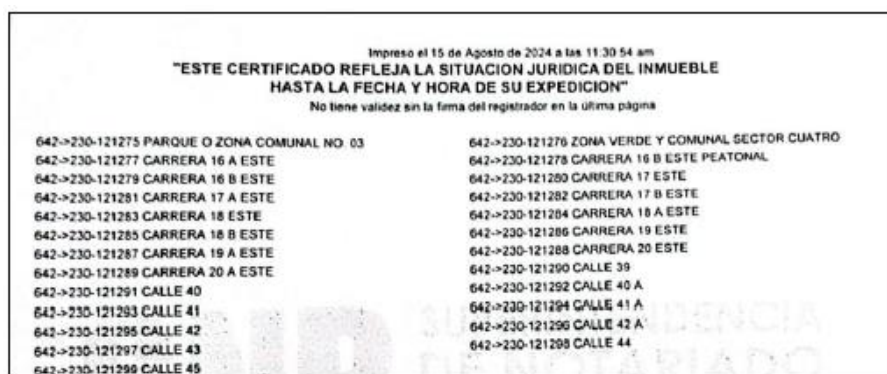 Impreso el 15 de Agosto de 2024 a las 11:30:54 am
"ESTE CERTIFICADO REFLEJA LA SITUACION JURIDICA DEL INMUEBLE
HASTA LA FECHA Y HORA DE SU EXPEDICION"
No tiene validez sin la firma del registrador en la última página
642->230-121275 PARQUE O ZONA COMUNAL NO. 03 642->230-121276 ZONA VERDE Y COMUNAL SECTOR CUATRO
642->230-121277 CARRERA 16 A ESTE 642->230-121278 CARRERA 16 B ESTE PEATONAL
642->230-121279 CARRERA 16 B ESTE 642->230-121280 CARRERA 17 ESTE
642->230-121281 CARRERA 17 A ESTE 642->230-121282 CARRERA 17 B ESTE
642->230-121283 CARRERA 18 ESTE 642->230-121284 CARRERA 18 A ESTE
642->230-121285 CARRERA 18 B ESTE 642->230-121286 CARRERA 19 ESTE
642->230-121287 CARRERA 19 A ESTE 642->230-121288 CARRERA 20 ESTE
642->230-121289 CARRERA 20 A ESTE 642->230-121290 CALLE 39
642->230-121291 CALLE 40 642->230-121292 CALLE 40 A
642->230-121293 CALLE 41 642->230-121294 CALLE 41 A
642->230-121295 CALLE 42 642->230-121296 CALLE 42 A
642->230-121297 CALLE 43 642->230-121298 CALLE 44
642->230-121299 CALLE 45
DE NOTARIADO